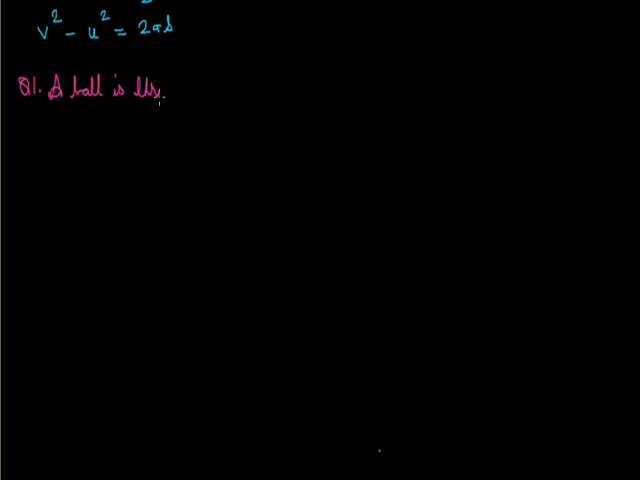 v² - u² = 2as
Q1. A ball is